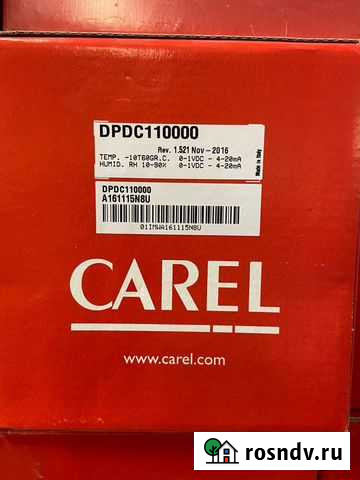 DPDC110000
Rev. 1.521 Nov - 2016
TEMP. -10T60GR.C. 0-1VDC - 4-20mA
HUMID. RH 10-90% 0-1VDC - 4-20mA
Made in Italy
DPDC110000
A161115N8U
01INWA161115N8U
CAREL
www.carel.com
rosndv.ru